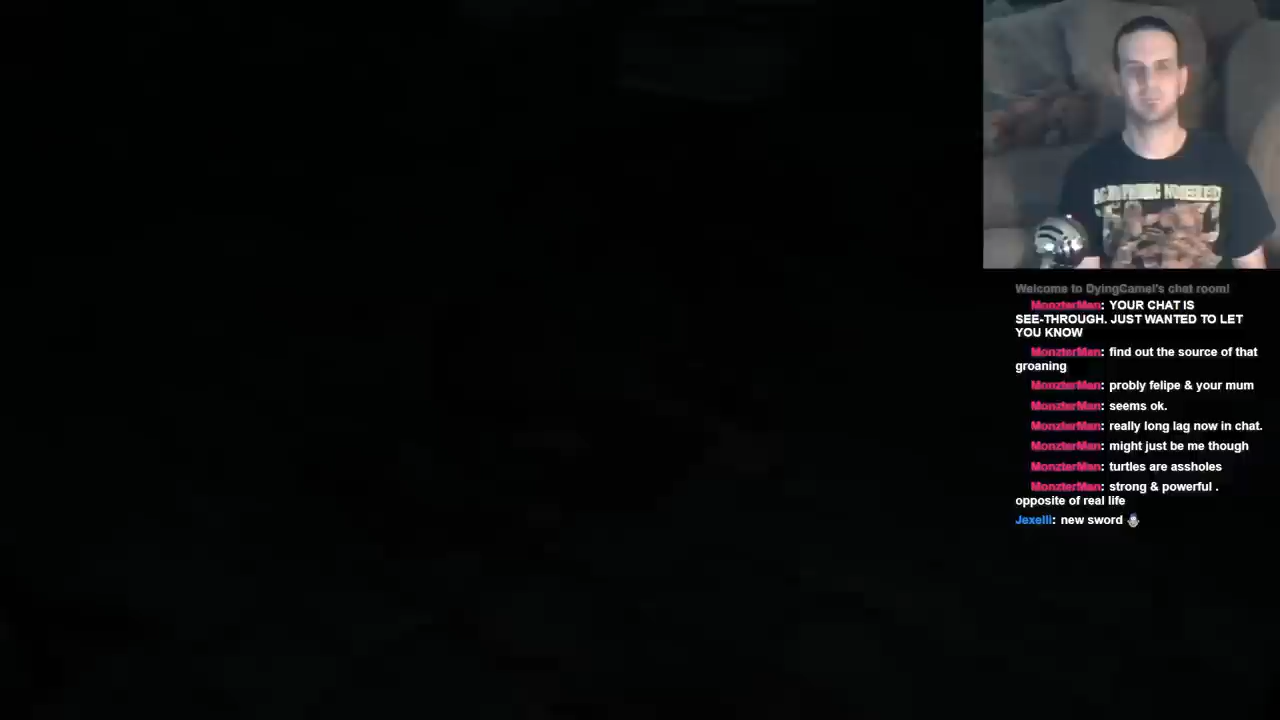 Welcome to DyingCamel's chat room!
MonzterMan: YOUR CHAT IS
SEE-THROUGH. JUST WANTED TO LET
YOU KNOW
MonzterMan: find out the source of that
groaning
MonzterMan: probly felipe & your mum
MonzterMan: seems ok.
MonzterMan: really long lag now in chat.
MonzterMan: might just be me though
MonzterMan: turtles are assholes
MonzterMan: strong & powerful .
opposite of real life
Jexelli: new sword